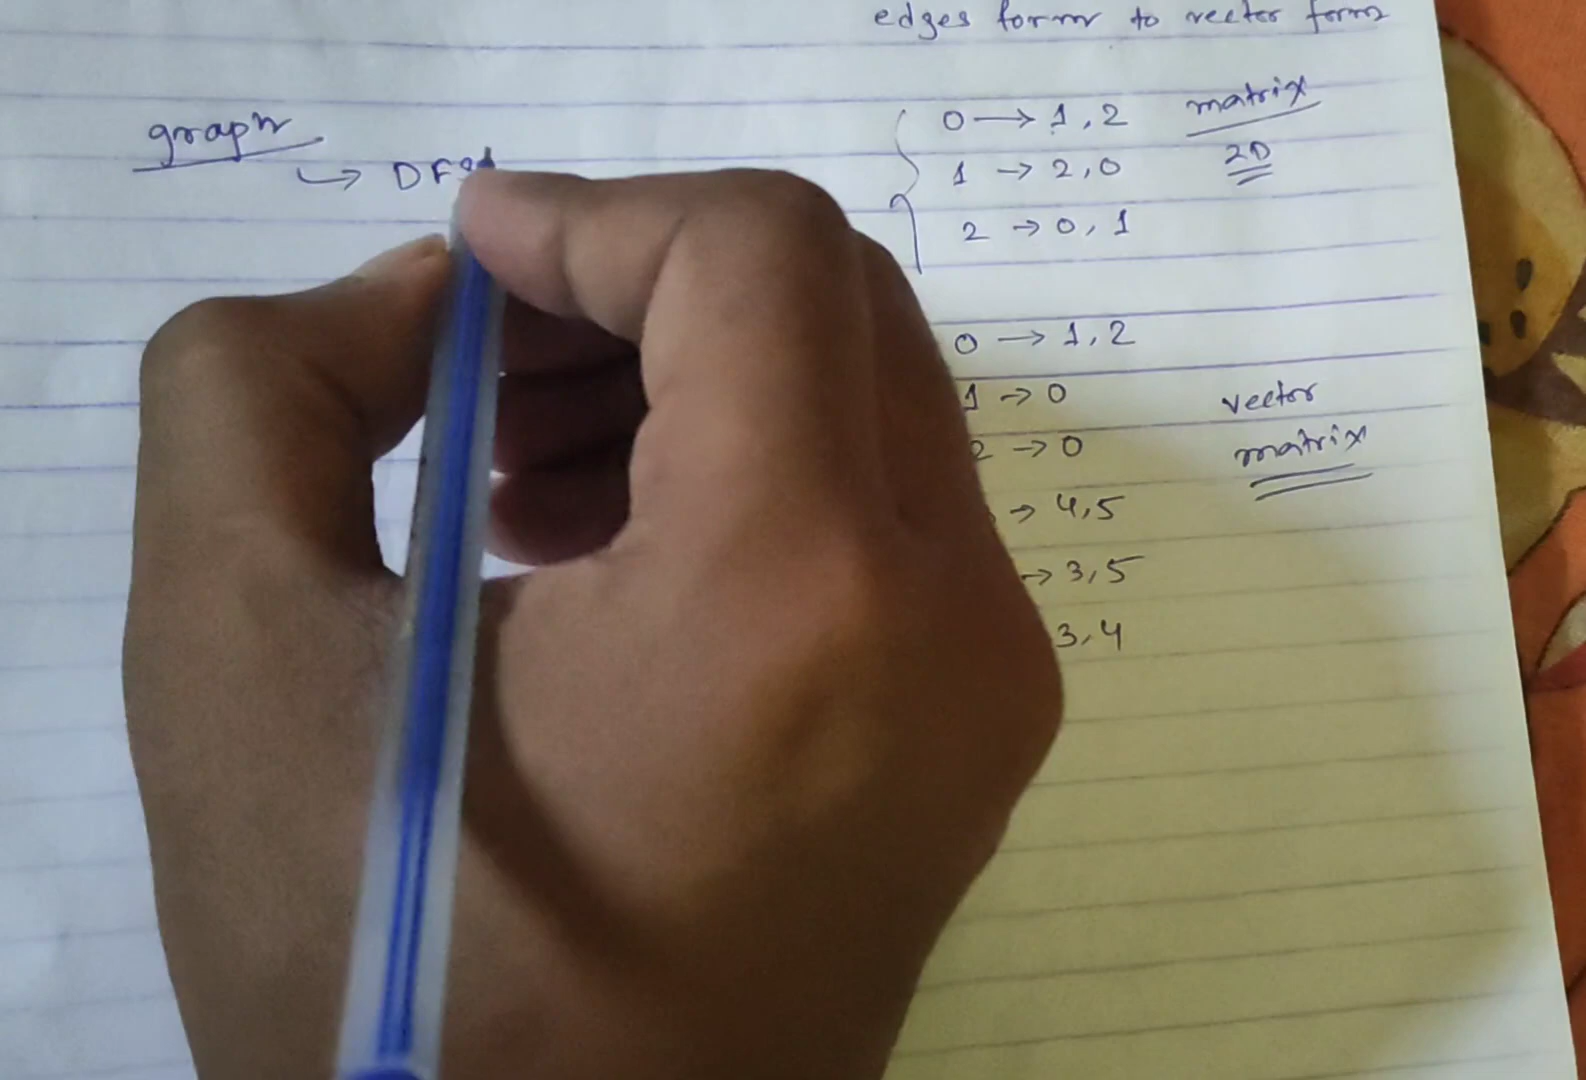 edges form to vector form
graph
↳ DFS
0 → 1, 2 matrix
1 → 2, 0 2D
2 → 0, 1
0 → 1, 2
1 → 0 vector
2 → 0 matrix
→ 4, 5
→ 3, 5
3, 4